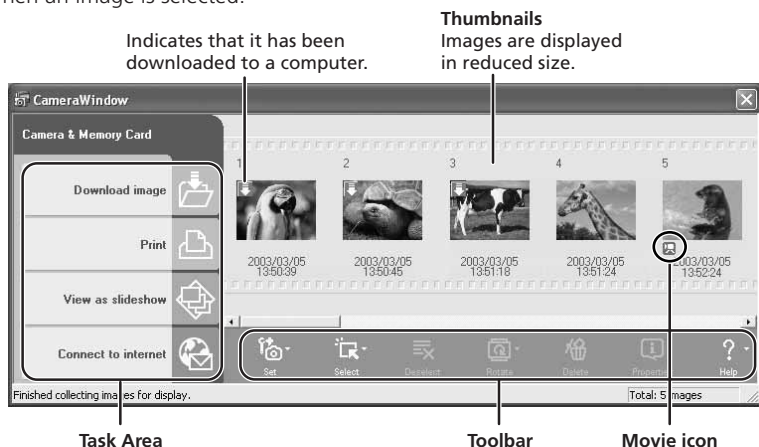 hen an image is selected.
Thumbnails
Indicates that it has been
Images are displayed
downloaded to a computer.
in reduced size.
CameraWindow
Camera & Memory Card
1 2 3 4 5
Download image
Print
View as slideshow
Connect to internet
2003/03/05 2003/03/05 2003/03/05 2003/03/05 2003/03/05
13:50:39 13:50:45 13:51:18 13:51:24 13:52:24
Set Select Deselect Rotate Delete Properties Help
Finished collecting images for display.
Total: 5 images
Task Area Toolbar Movie icon